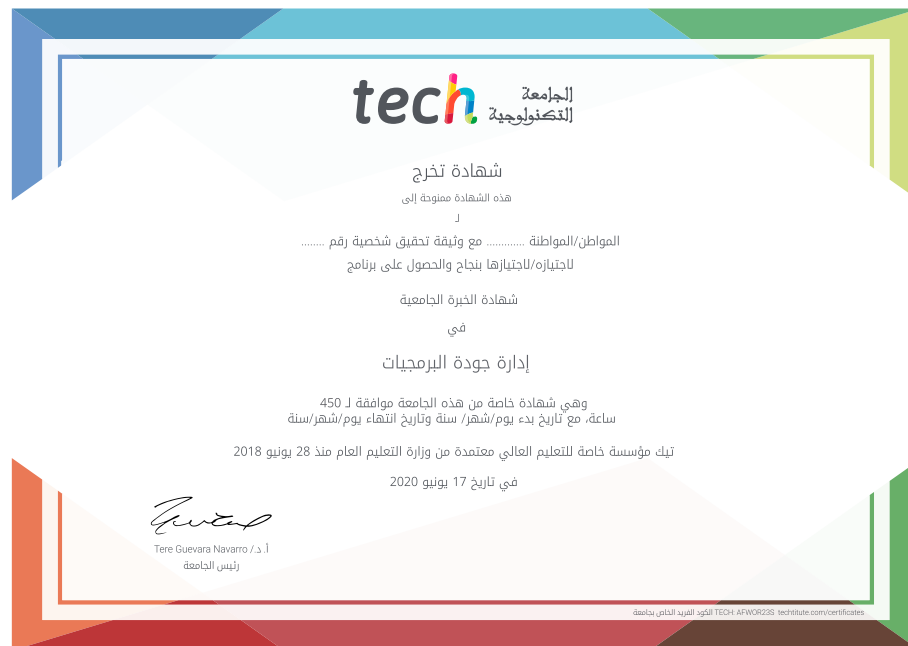 tech الجامعة
التكنولوجية
شهادة تخرج
هذه الشهادة ممنوحة إلى
لـ
المواطن/المواطنة ............. مع وثيقة تحقيق شخصية رقم ........
لاجتيازه/لاجتيازها بنجاح والحصول على برنامج
شهادة الخبرة الجامعية
في
إدارة جودة البرمجيات
وهي شهادة خاصة من هذه الجامعة موافقة لـ 450
ساعة، مع تاريخ بدء يوم/شهر/ سنة وتاريخ انتهاء يوم/شهر/سنة
تيك مؤسسة خاصة للتعليم العالي معتمدة من وزارة التعليم العام منذ 28 يونيو 2018
في تاريخ 17 يونيو 2020
أ. د./ Tere Guevara Navarro
رئيس الجامعة
الكود الفريد الخاص بجامعة TECH: AFWOR23S techtitute.com/certificates